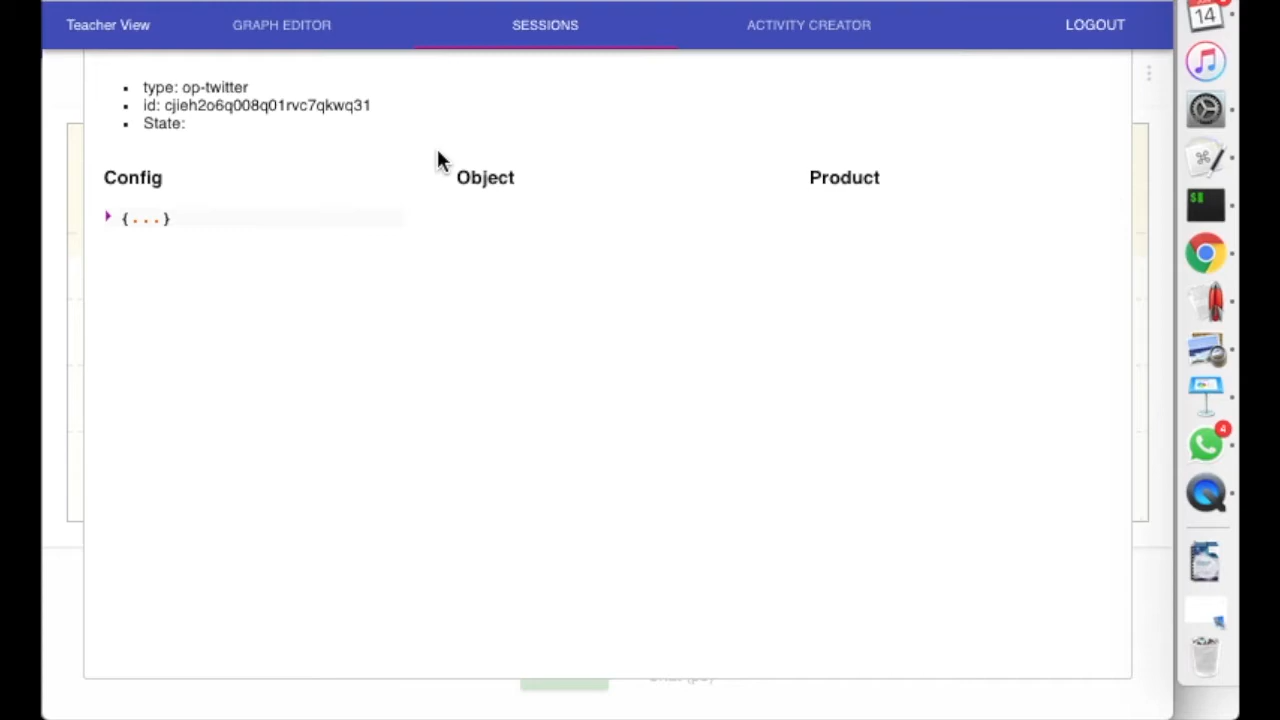 Teacher View GRAPH EDITOR SESSIONS ACTIVITY CREATOR LOGOUT
14
type: op-twitter
id: cjieh2o6q008q01rvc7qkwq31
State:
Config Object Product
{...}
4